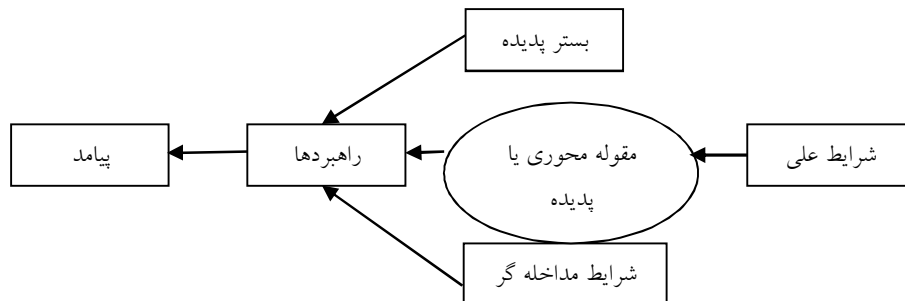 بستر پدیده
شرایط علی
مقوله محوری یا
پدیده
راهبردها
پیامد
شرایط مداخله گر